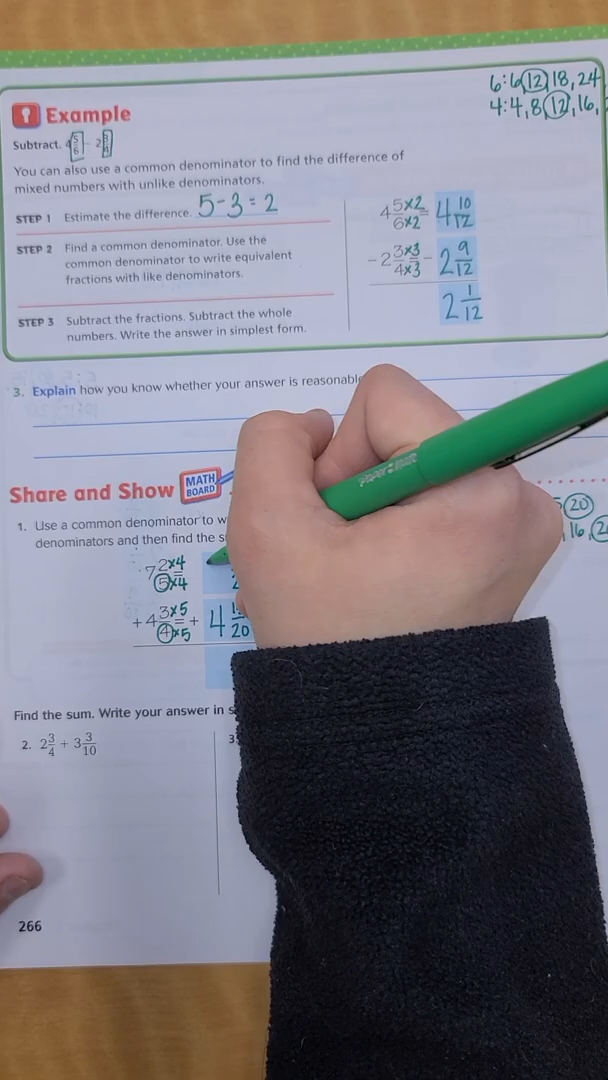 6:6,12,18,24
4:4,8,12,16,
Example
Subtract. 4 5/6 - 2 3/4
You can also use a common denominator to find the difference of
mixed numbers with unlike denominators.
STEP 1 Estimate the difference. 5-3=2
STEP 2 Find a common denominator. Use the
common denominator to write equivalent
fractions with like denominators.
STEP 3 Subtract the fractions. Subtract the whole
numbers. Write the answer in simplest form.
4 5×2/6×2 = 4 10/12
- 2 3×3/4×3 = - 2 9/12
2 1/12
3. Explain how you know whether your answer is reasonable
Share and Show MATH
BOARD
20
16,
1. Use a common denominator to w
denominators and then find the s
7 2×4/5×4 =
+ 4 3×5/4×5 = + 4 /20
Find the sum. Write your answer in s
2. 2 3/4 + 3 3/10
3
266